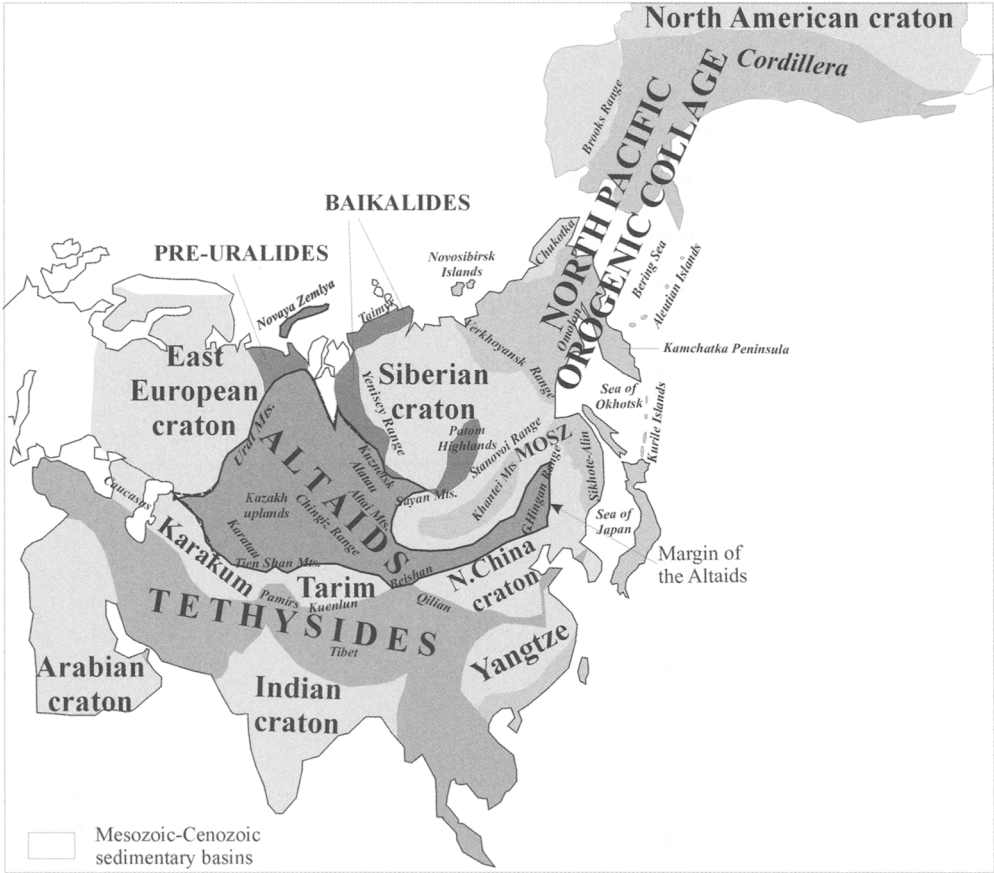 North American craton
Cordillera
Brooks Range
NORTH PACIFIC
OROGENIC COLLAGE
BAIKALIDES
PRE-URALIDES
Novosibirsk
Islands
Chukotka
Bering Sea
Aleutian Islands
Novaya Zemlya
Taimyr
Verkhoyansk
Range
Omolon
Kamchatka Peninsula
East
European
craton
Siberian
craton
Yenisey Range
Patom
Highlands
Sea of
Okhotsk
Kurile Islands
Ural Mts.
ALTAIDS
Kuznetsk
Alatau
Altai Mts.
Sayan Mts.
Stanovoi Range
MOSZ
Khantei Mts
G.Hingan Range
Sikhote-Alin
Sea of
Japan
Kazakh
uplands
Chingiz Range
Caucasus
Karatau
Tien Shan Mts.
Karakum
Tarim
Beishan
N.China
craton
Margin of
the Altaids
Pamirs
Kuenlun
Qilian
TETHYSIDES
Tibet
Yangtze
Arabian
craton
Indian
craton
Mesozoic-Cenozoic
sedimentary basins